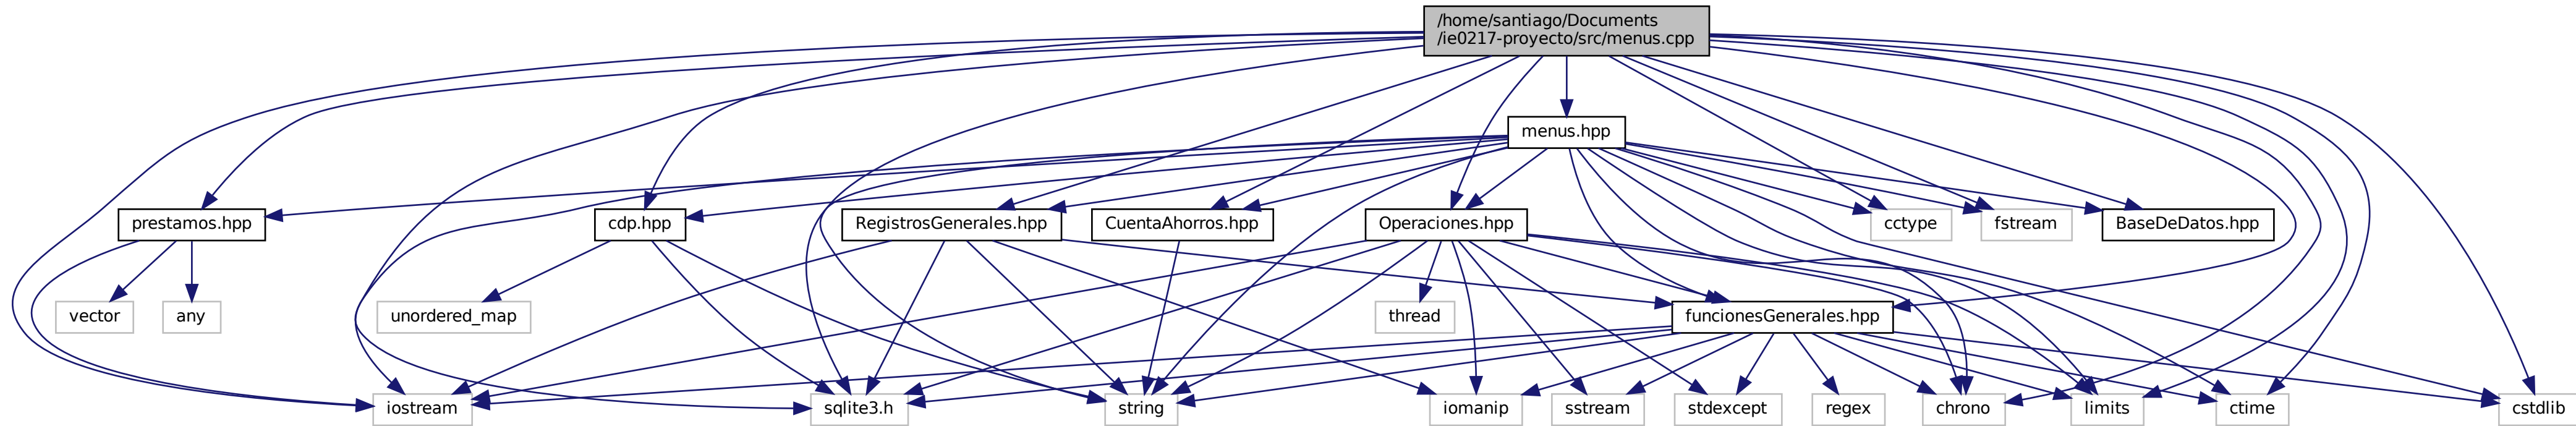 /home/santiago/Documents
/ie0217-proyecto/src/menus.cpp
menus.hpp
prestamos.hpp
cdp.hpp
RegistrosGenerales.hpp
CuentaAhorros.hpp
Operaciones.hpp
cctype
fstream
BaseDeDatos.hpp
vector
any
unordered_map
thread
funcionesGenerales.hpp
iostream
sqlite3.h
string
iomanip
sstream
stdexcept
regex
chrono
limits
ctime
cstdlib